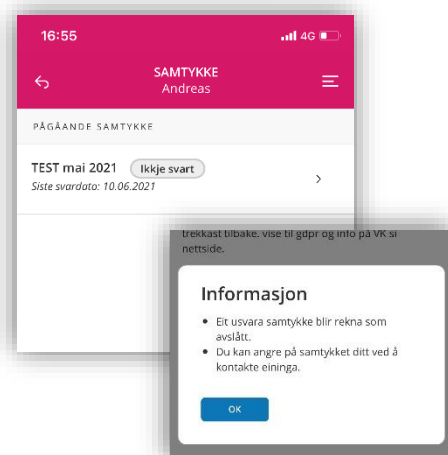 16:55
4G
SAMTYKKE
Andreas
PÅGÅANDE SAMTYKKE
TEST mai 2021 Ikkje svart
Siste svardato: 10.06.2021
trekkast tilbake. vise til gdpr og info på VK si
nettside.
Informasjon
• Eit usvara samtykke blir rekna som
avslått.
• Du kan angre på samtykket ditt ved å
kontakte eininga.
OK